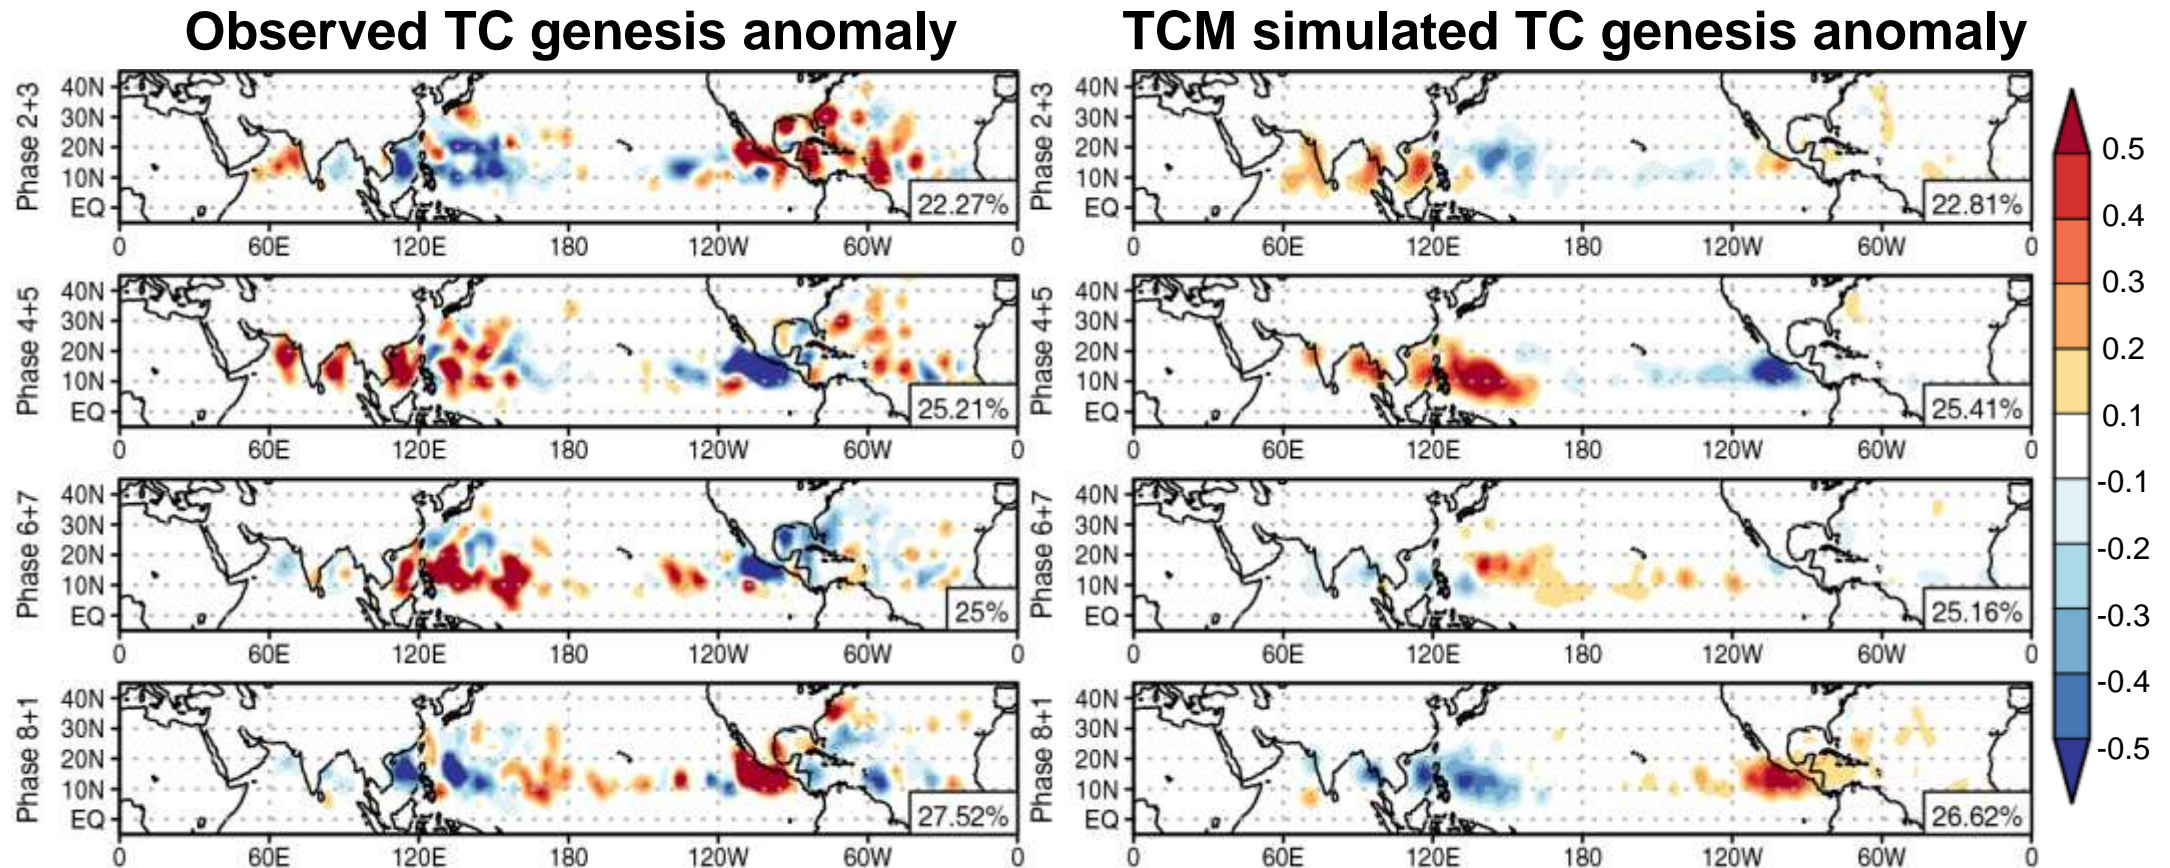 Observed TC genesis anomaly
TCM simulated TC genesis anomaly
Phase 2+3
40N
30N
20N
10N
EQ
22.27%
0 60E 120E 180 120W 60W 0
Phase 2+3
40N
30N
20N
10N
EQ
22.81%
0 60E 120E 180 120W 60W 0
Phase 4+5
40N
30N
20N
10N
EQ
25.21%
0 60E 120E 180 120W 60W 0
Phase 4+5
40N
30N
20N
10N
EQ
25.41%
0 60E 120E 180 120W 60W 0
Phase 6+7
40N
30N
20N
10N
EQ
25%
0 60E 120E 180 120W 60W 0
Phase 6+7
40N
30N
20N
10N
EQ
25.16%
0 60E 120E 180 120W 60W 0
Phase 8+1
40N
30N
20N
10N
EQ
27.52%
0 60E 120E 180 120W 60W 0
Phase 8+1
40N
30N
20N
10N
EQ
26.62%
0 60E 120E 180 120W 60W 0
0.5
0.4
0.3
0.2
0.1
-0.1
-0.2
-0.3
-0.4
-0.5